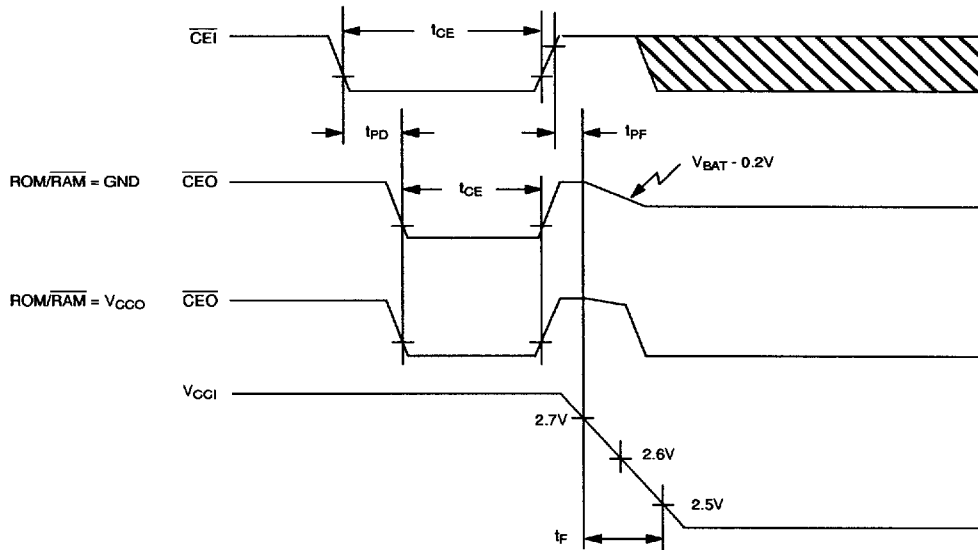 CEI
tCE
tPD
tPF
VBAT - 0.2V
ROM/RAM = GND
CEO
tCE
ROM/RAM = VCCO
CEO
VCCI
2.7V
2.6V
2.5V
tF